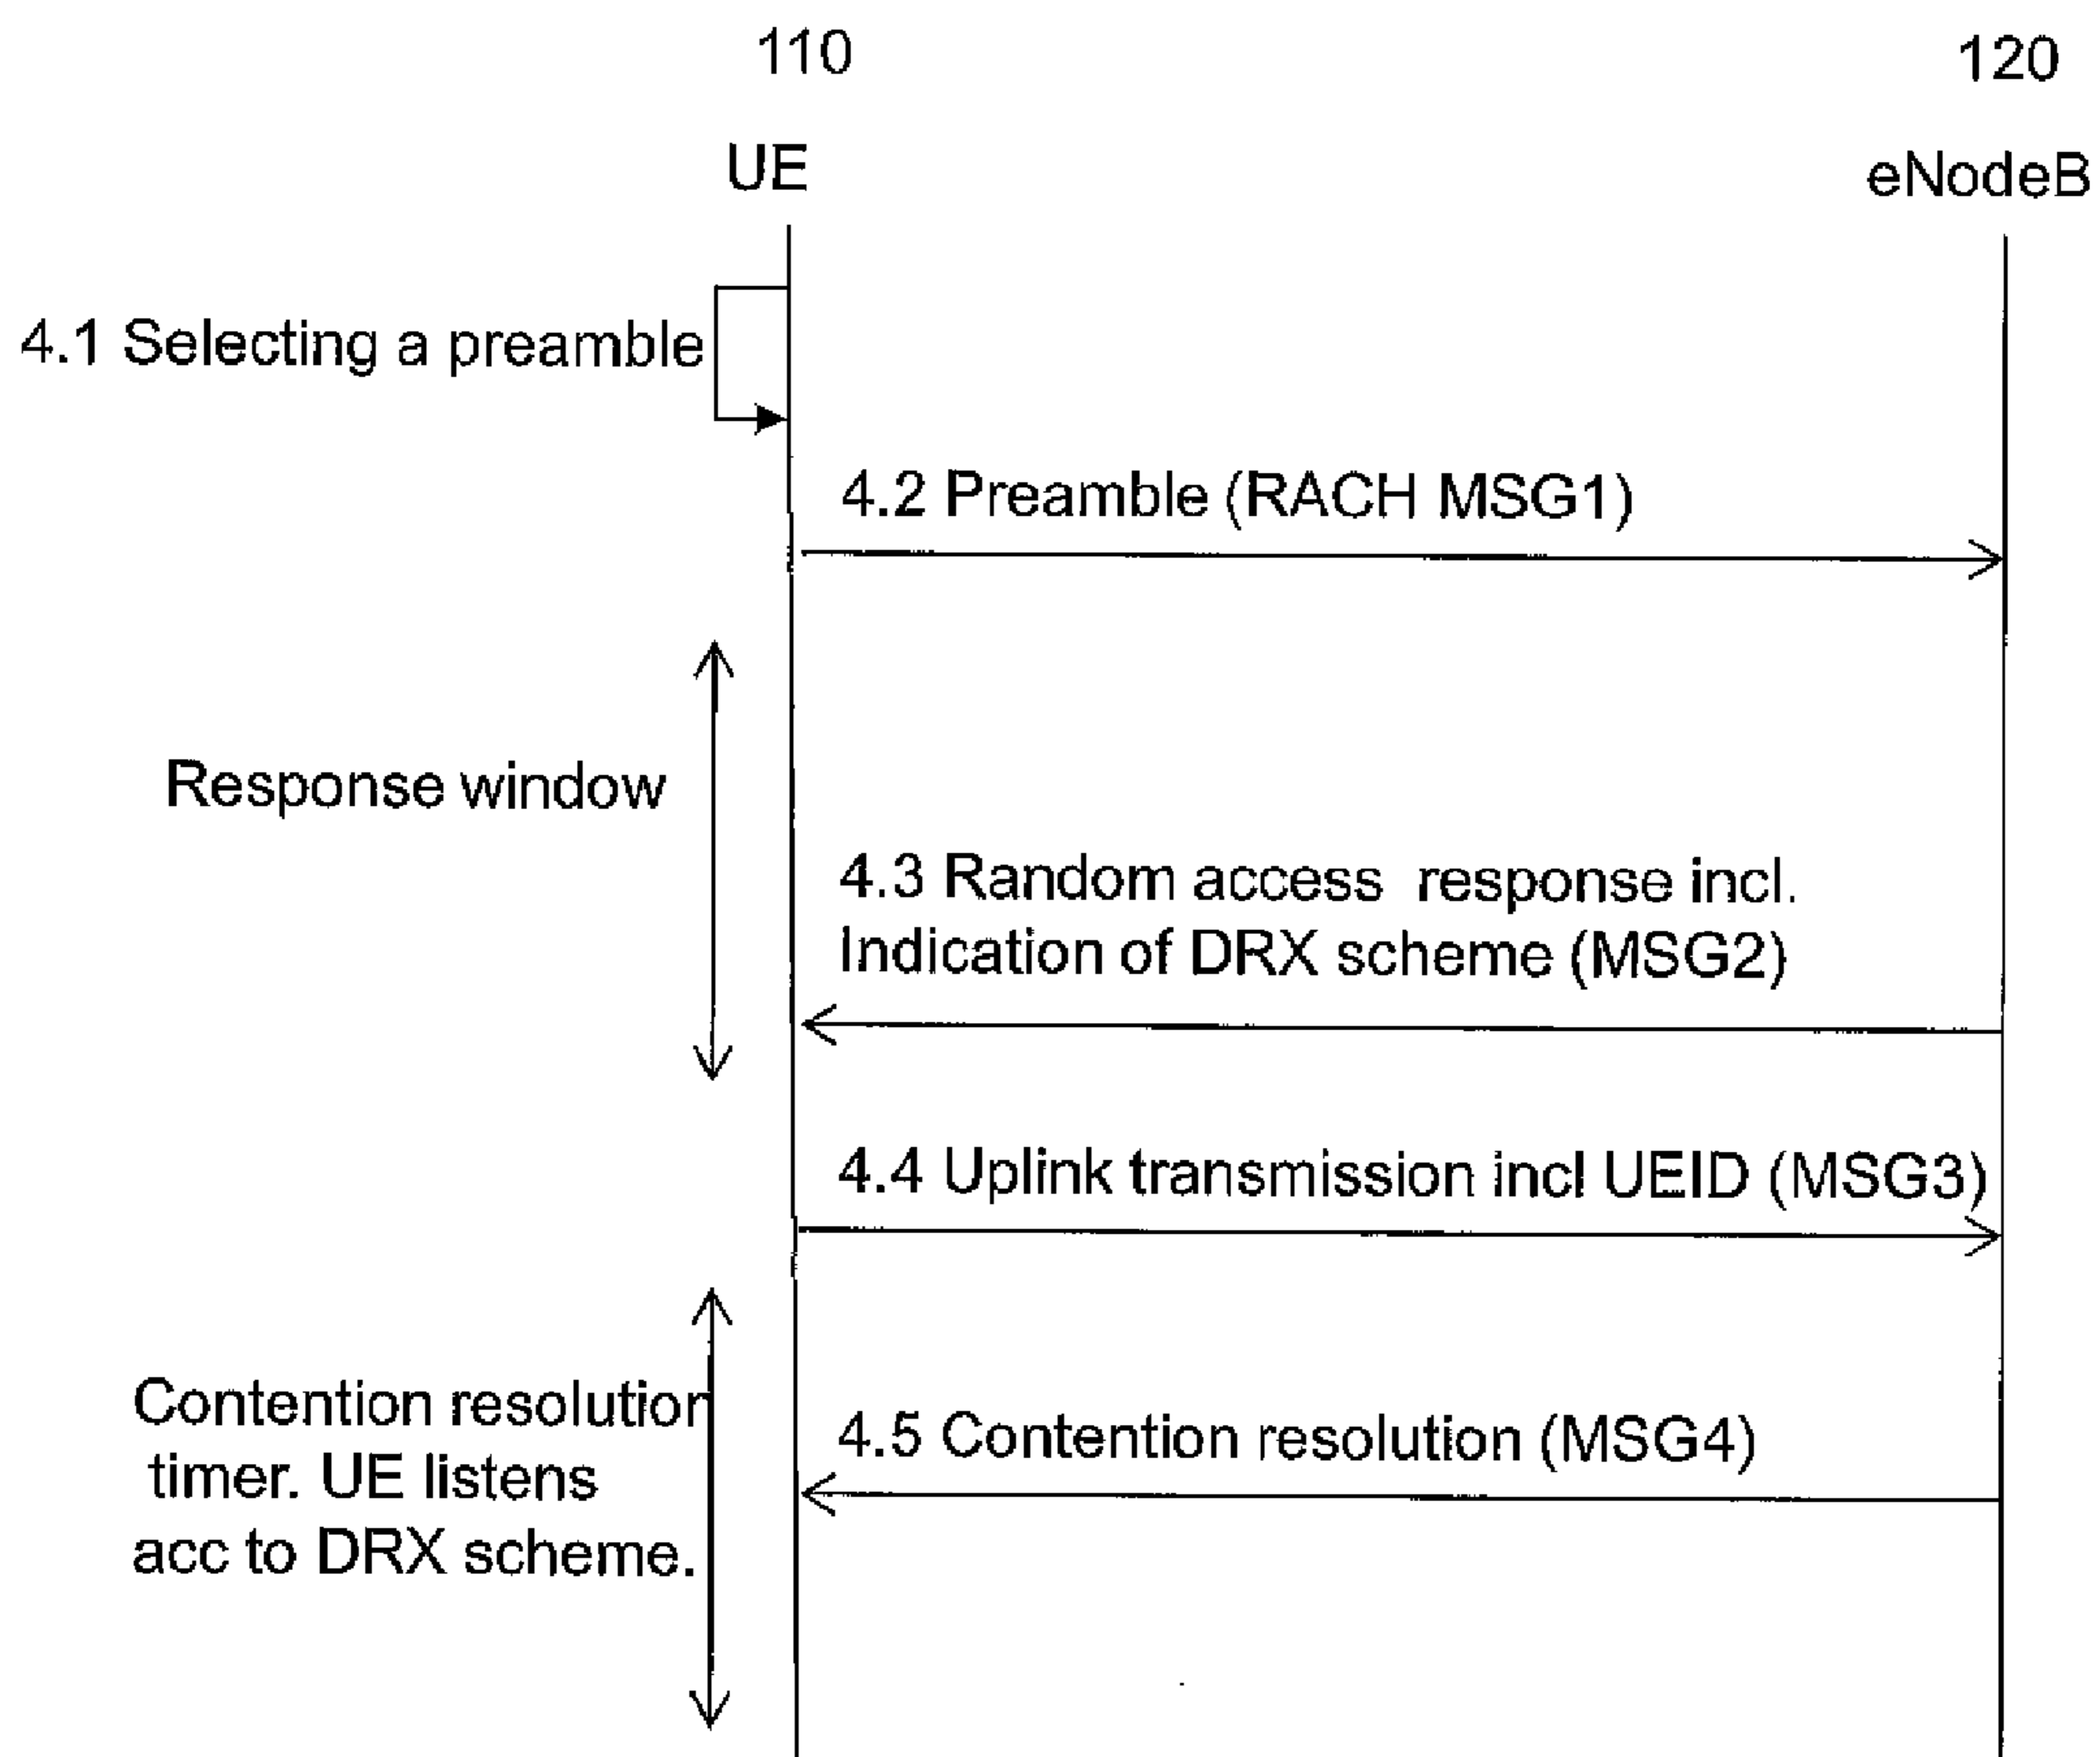 110
120
UE
eNodeB
4.1 Selecting a preamble
4.2 Preamble (RACH MSG1)
Response window
4.3 Random access response incl.
Indication of DRX scheme (MSG2)
4.4 Uplink transmission incl UEID (MSG3)
Contention resolution
timer. UE listens
acc to DRX scheme.
4.5 Contention resolution (MSG4)